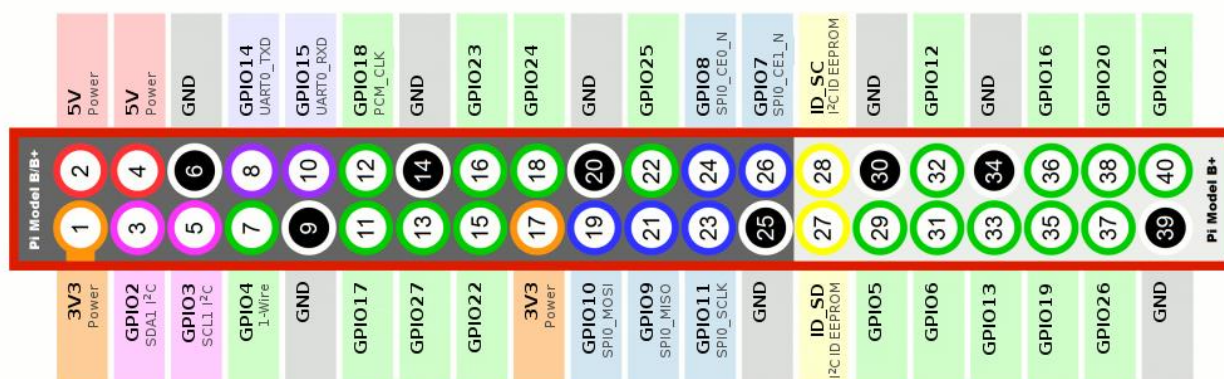 5V
Power
5V
Power
GND
GPIO14
UART0_TXD
GPIO15
UART0_RXD
GPIO18
PCM_CLK
GND
GPIO23
GPIO24
GND
GPIO25
GPIO8
SPI0_CE0_N
GPIO7
SPI0_CE1_N
ID_SC
I²C ID EEPROM
GND
GPIO12
GND
GPIO16
GPIO20
GPIO21
Pi Model B/B+
2 4 6 8 10 12 14 16 18 20 22 24 26 28 30 32 34 36 38 40
1 3 5 7 9 11 13 15 17 19 21 23 25 27 29 31 33 35 37 39
Pi Model B+
3V3
Power
GPIO2
SDA1 I²C
GPIO3
SCL1 I²C
GPIO4
1-Wire
GND
GPIO17
GPIO27
GPIO22
3V3
Power
GPIO10
SPI0_MOSI
GPIO9
SPI0_MISO
GPIO11
SPI0_SCLK
GND
ID_SD
I²C ID EEPROM
GPIO5
GPIO6
GPIO13
GPIO19
GPIO26
GND